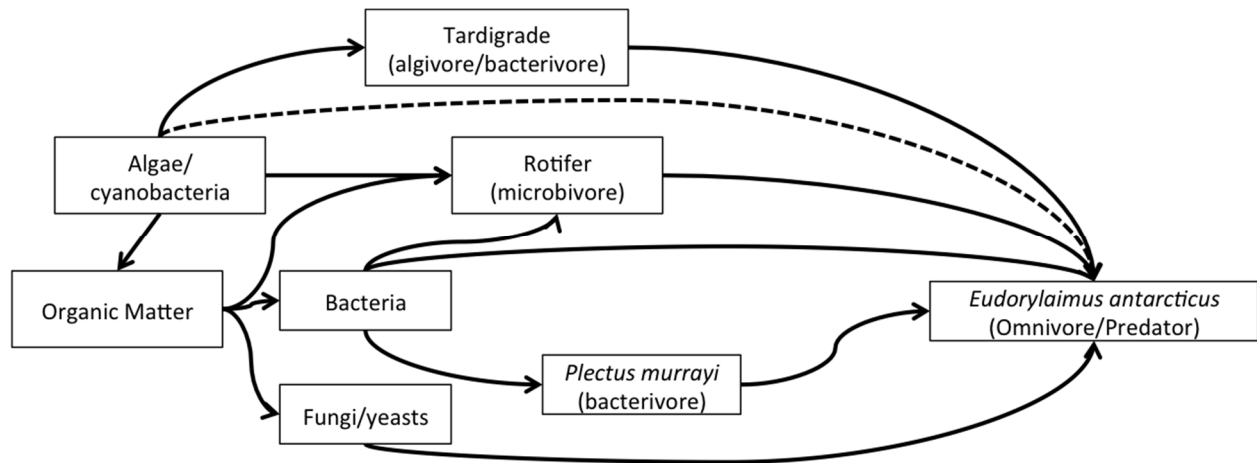 Tardigrade
(algivore/bacterivore)
Algae/
cyanobacteria
Rotifer
(microbivore)
Organic Matter
Bacteria
Eudorylaimus antarcticus
(Omnivore/Predator)
Plectus murrayi
(bacterivore)
Fungi/yeasts